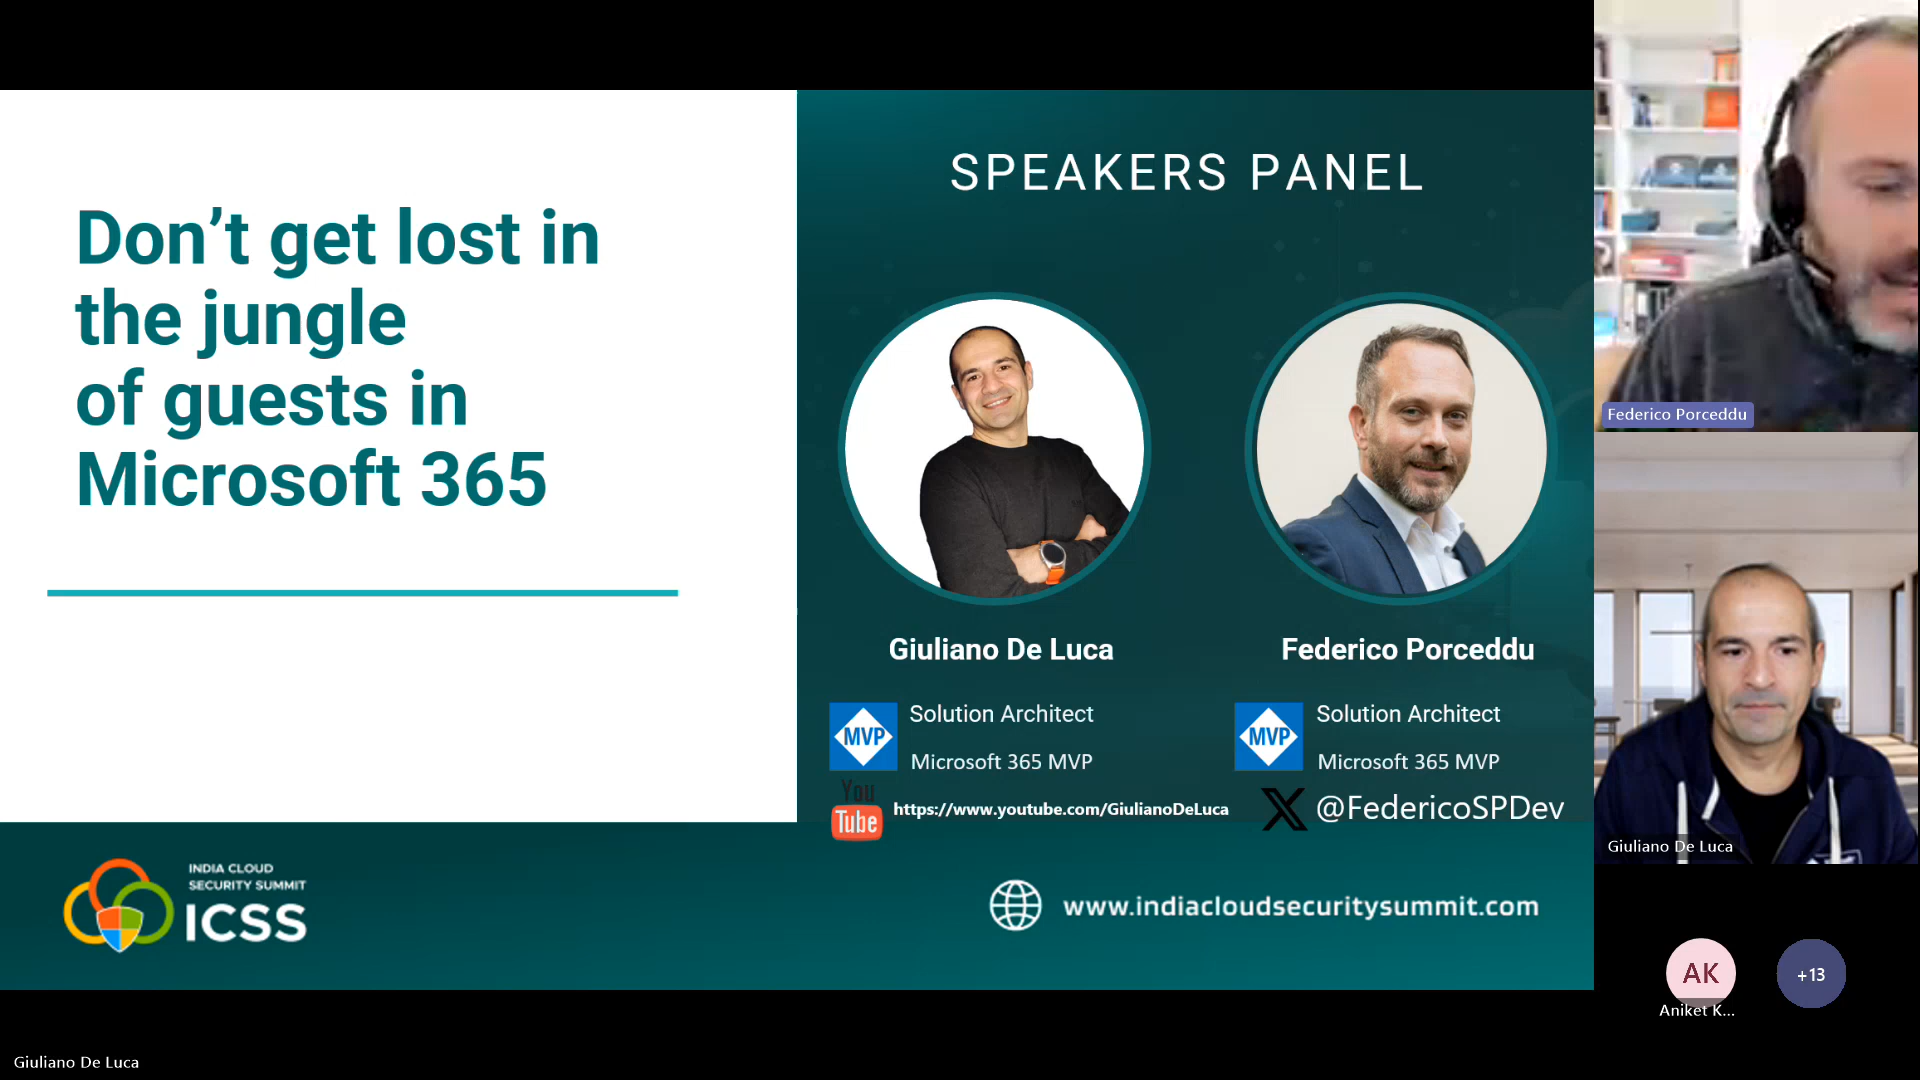 Don’t get lost in
the jungle
of guests in
Microsoft 365
SPEAKERS PANEL
Giuliano De Luca
MVP
Solution Architect
Microsoft 365 MVP
You
Tube
https://www.youtube.com/GiulianoDeLuca
Federico Porceddu
MVP
Solution Architect
Microsoft 365 MVP
X @FedericoSPDev
INDIA CLOUD
SECURITY SUMMIT
ICSS
www.indiacloudsecuritysummit.com
Federico Porceddu
Giuliano De Luca
AK
Aniket K...
+13
Giuliano De Luca